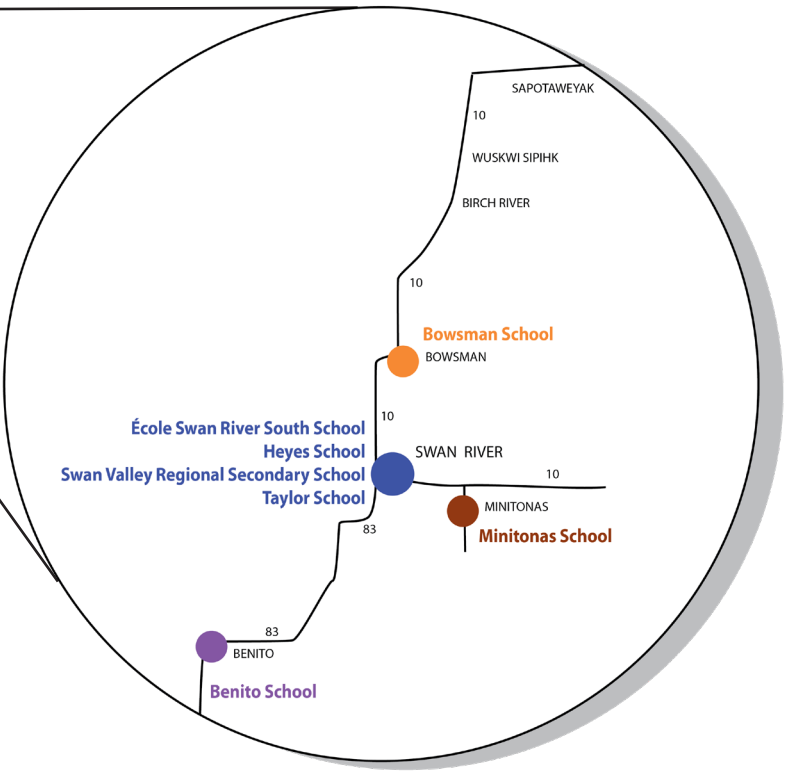 SAPOTAWEYAK
10
WUSKWI SIPIHK
BIRCH RIVER
10
Bowsman School
BOWSMAN
10
École Swan River South School
Heyes School
Swan Valley Regional Secondary School
Taylor School
SWAN RIVER
10
MINITONAS
Minitonas School
83
83
BENITO
Benito School